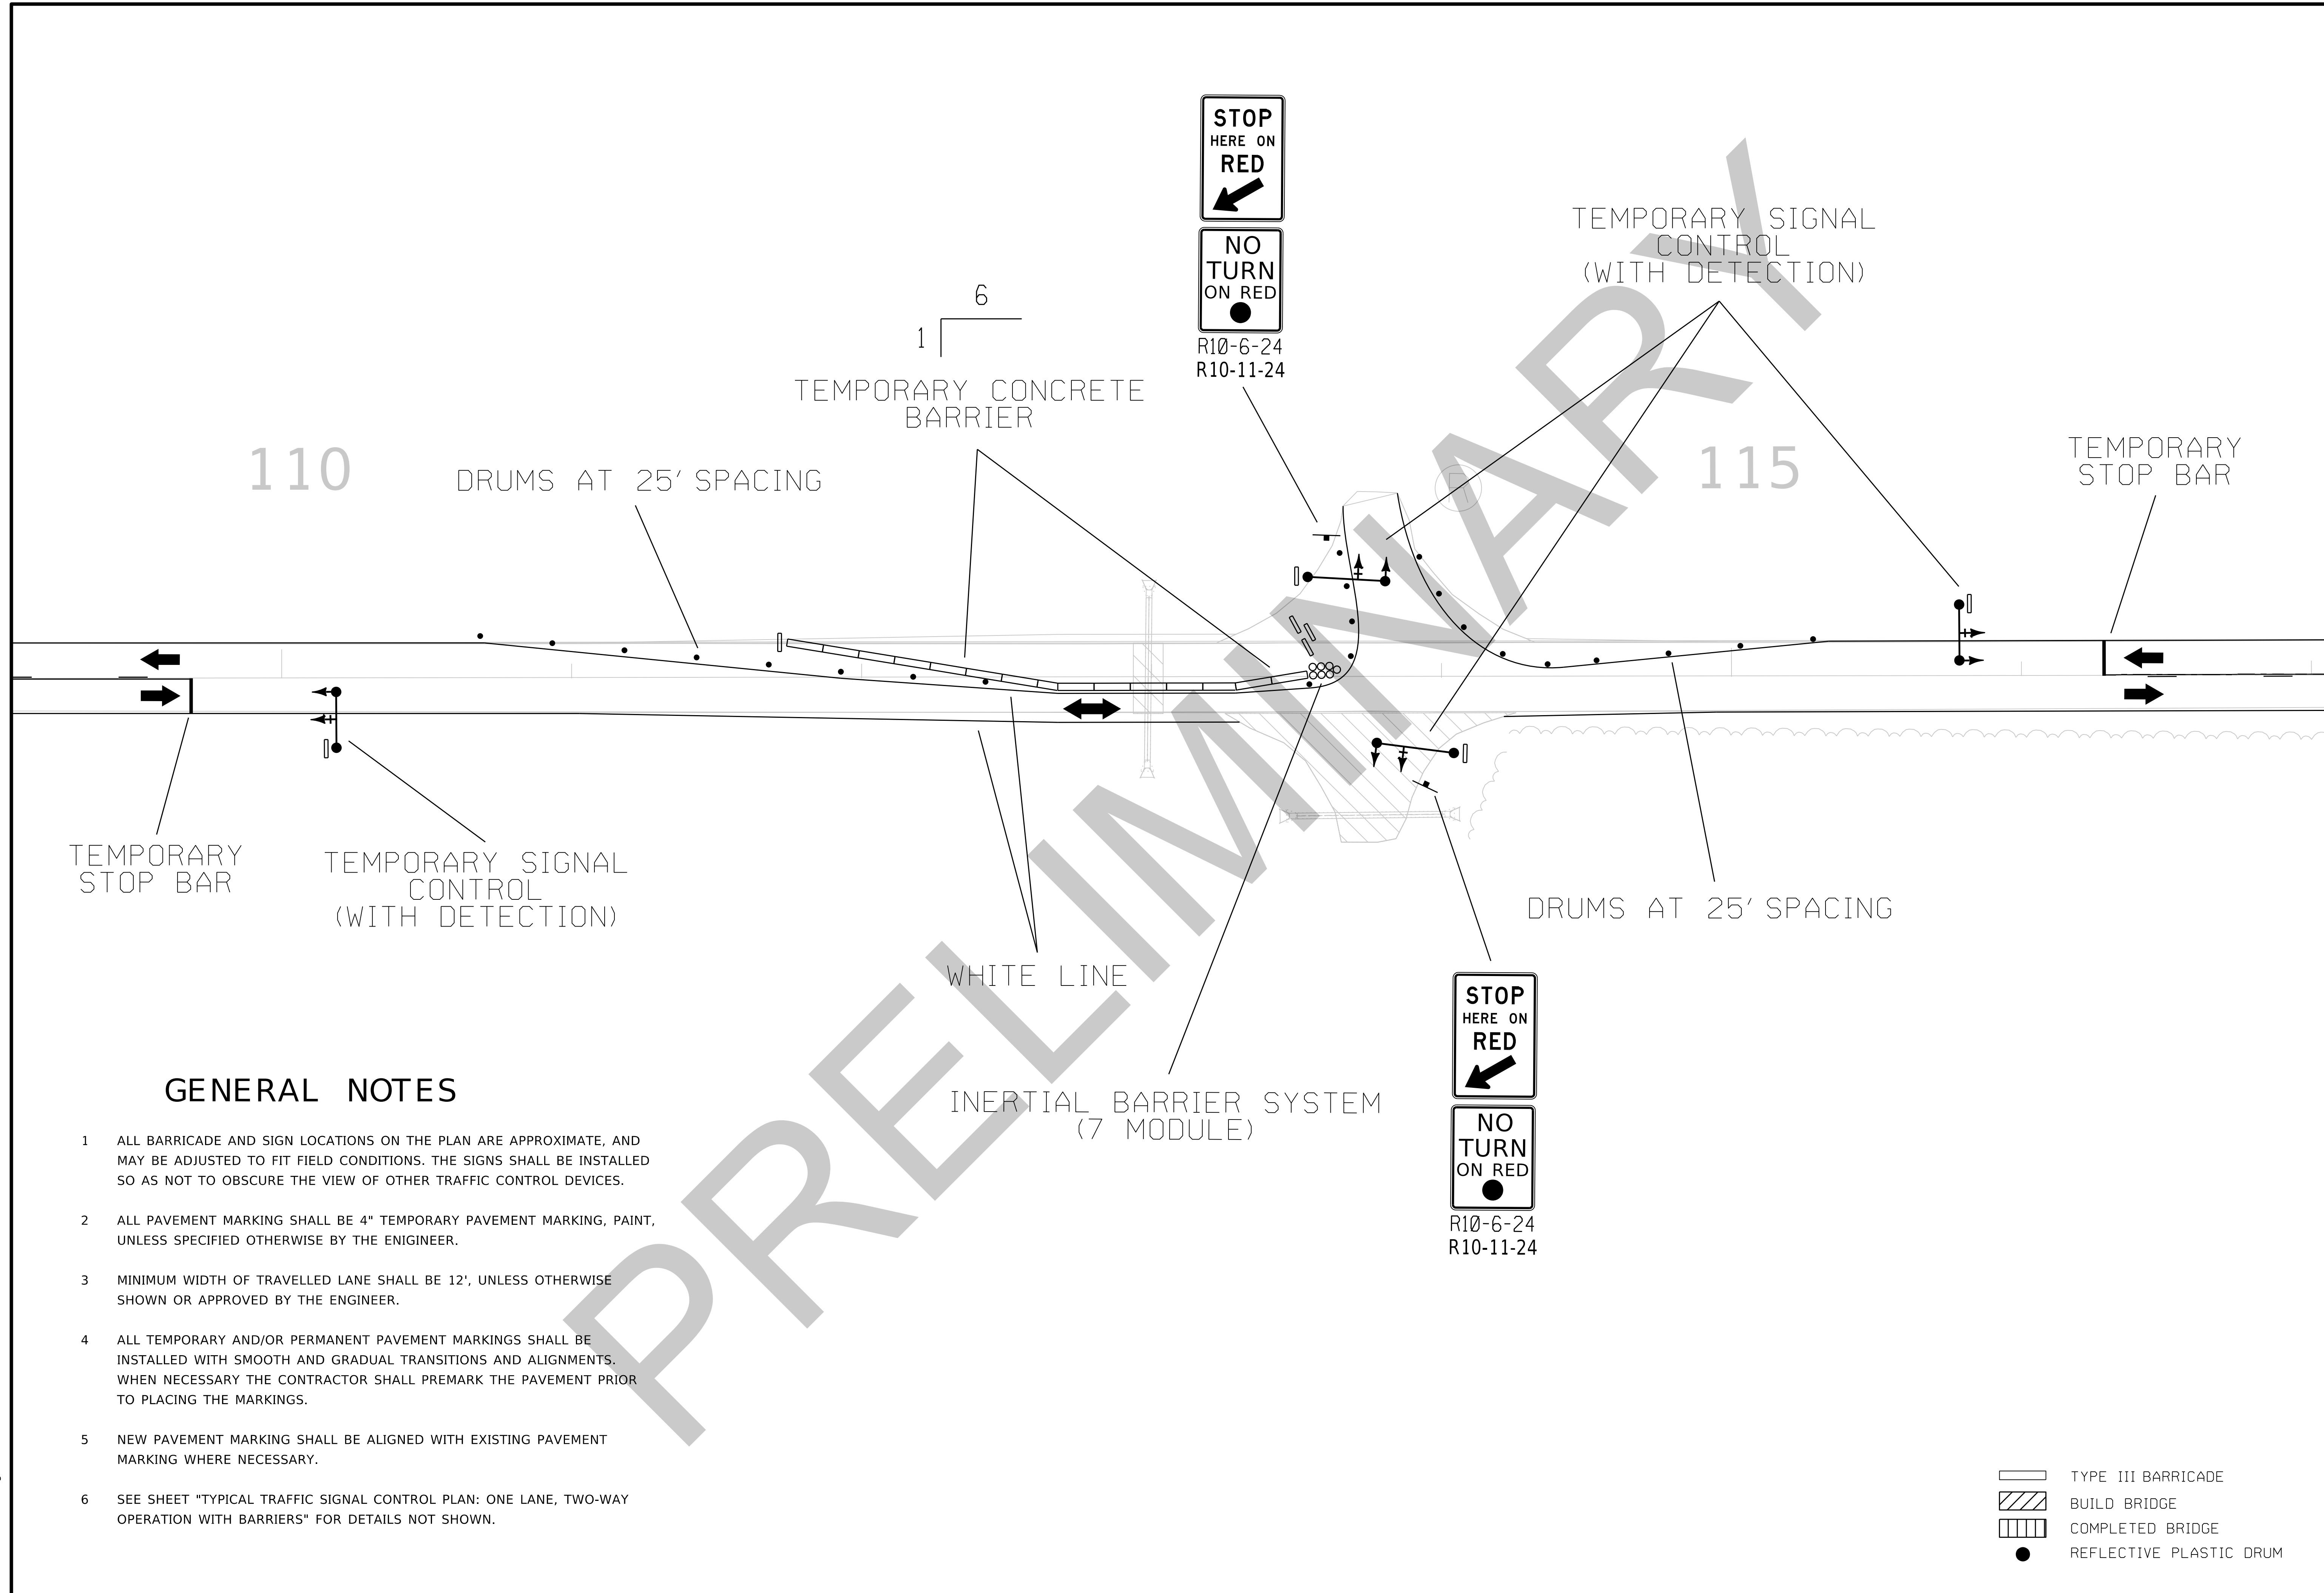 STOP
HERE ON
RED
NO
TURN
ON RED
R10-6-24
R10-11-24
TEMPORARY SIGNAL
CONTROL
(WITH DETECTION)
6
1
TEMPORARY CONCRETE
BARRIER
110
DRUMS AT 25' SPACING
115
TEMPORARY
STOP BAR
TEMPORARY
STOP BAR
TEMPORARY SIGNAL
CONTROL
(WITH DETECTION)
DRUMS AT 25' SPACING
WHITE LINE
INERTIAL BARRIER SYSTEM
(7 MODULE)
STOP
HERE ON
RED
NO
TURN
ON RED
R10-6-24
R10-11-24
PRELIMINARY
GENERAL NOTES
1 ALL BARRICADE AND SIGN LOCATIONS ON THE PLAN ARE APPROXIMATE, AND
MAY BE ADJUSTED TO FIT FIELD CONDITIONS. THE SIGNS SHALL BE INSTALLED
SO AS NOT TO OBSCURE THE VIEW OF OTHER TRAFFIC CONTROL DEVICES.
2 ALL PAVEMENT MARKING SHALL BE 4" TEMPORARY PAVEMENT MARKING, PAINT,
UNLESS SPECIFIED OTHERWISE BY THE ENIGINEER.
3 MINIMUM WIDTH OF TRAVELLED LANE SHALL BE 12', UNLESS OTHERWISE
SHOWN OR APPROVED BY THE ENGINEER.
4 ALL TEMPORARY AND/OR PERMANENT PAVEMENT MARKINGS SHALL BE
INSTALLED WITH SMOOTH AND GRADUAL TRANSITIONS AND ALIGNMENTS.
WHEN NECESSARY THE CONTRACTOR SHALL PREMARK THE PAVEMENT PRIOR
TO PLACING THE MARKINGS.
5 NEW PAVEMENT MARKING SHALL BE ALIGNED WITH EXISTING PAVEMENT
MARKING WHERE NECESSARY.
6 SEE SHEET "TYPICAL TRAFFIC SIGNAL CONTROL PLAN: ONE LANE, TWO-WAY
OPERATION WITH BARRIERS" FOR DETAILS NOT SHOWN.
TYPE III BARRICADE
BUILD BRIDGE
COMPLETED BRIDGE
REFLECTIVE PLASTIC DRUM